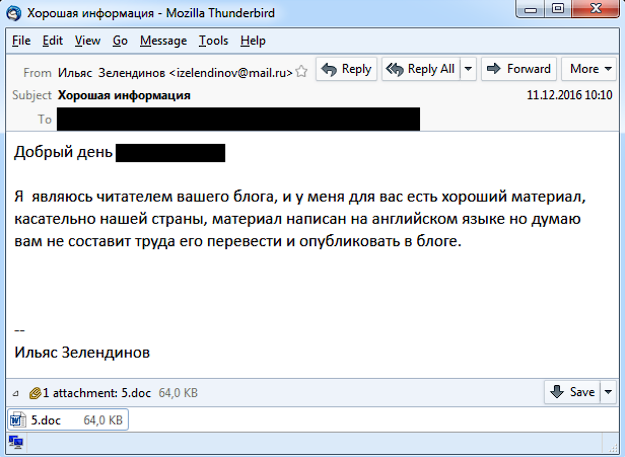 Хорошая информация - Mozilla Thunderbird
File Edit View Go Message Tools Help
From Ильяс Зелендинов <izelendinov@mail.ru> Reply Reply All Forward More
Subject Хорошая информация 11.12.2016 10:10
To
Добрый день
Я являюсь читателем вашего блога, и у меня для вас есть хороший материал,
касательно нашей страны, материал написан на английском языке но думаю
вам не составит труда его перевести и опубликовать в блоге.
--
Ильяс Зелендинов
1 attachment: 5.doc 64,0 KB Save
5.doc 64,0 KB